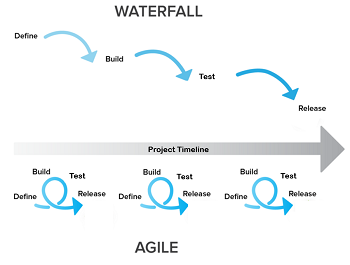 WATERFALL
Define
Build
Test
Release
Project Timeline
Build
Test
Define
Release
Build
Test
Define
Release
Build
Test
Define
Release
AGILE